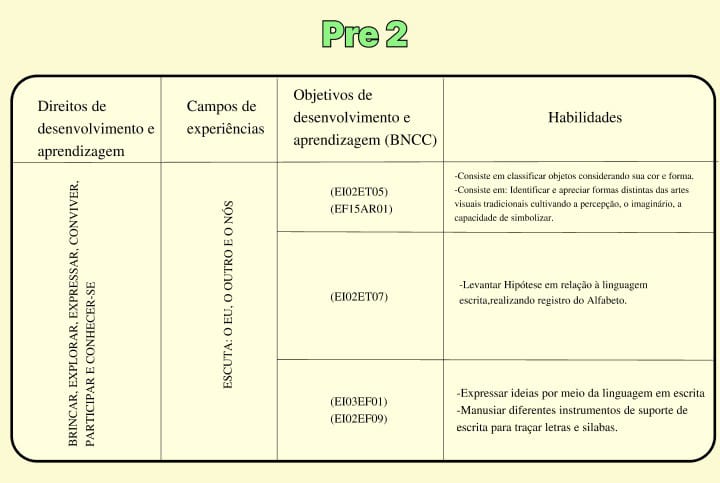 Pre 2
Direitos de
desenvolvimento e
aprendizagem
Campos de
experiências
Objetivos de
desenvolvimento e
aprendizagem (BNCC)
Habilidades
BRINCAR, EXPLORAR, EXPRESSAR, CONVIVER,
PARTICIPAR E CONHECER-SE
ESCUTA: O EU, O OUTRO E O NÓS
(EI02ET05)
(EF15AR01)
-Consiste em classificar objetos considerando sua cor e forma.
-Consiste em: Identificar e apreciar formas distintas das artes
visuais tradicionais cultivando a percepção, o imaginário, a
capacidade de simbolizar.
(EI02ET07)
-Levantar Hipótese em relação à linguagem
escrita,realizando registro do Alfabeto.
(EI03EF01)
(EI02EF09)
-Expressar ideias por meio da linguagem em escrita
-Manusiar diferentes instrumentos de suporte de
escrita para traçar letras e silabas.